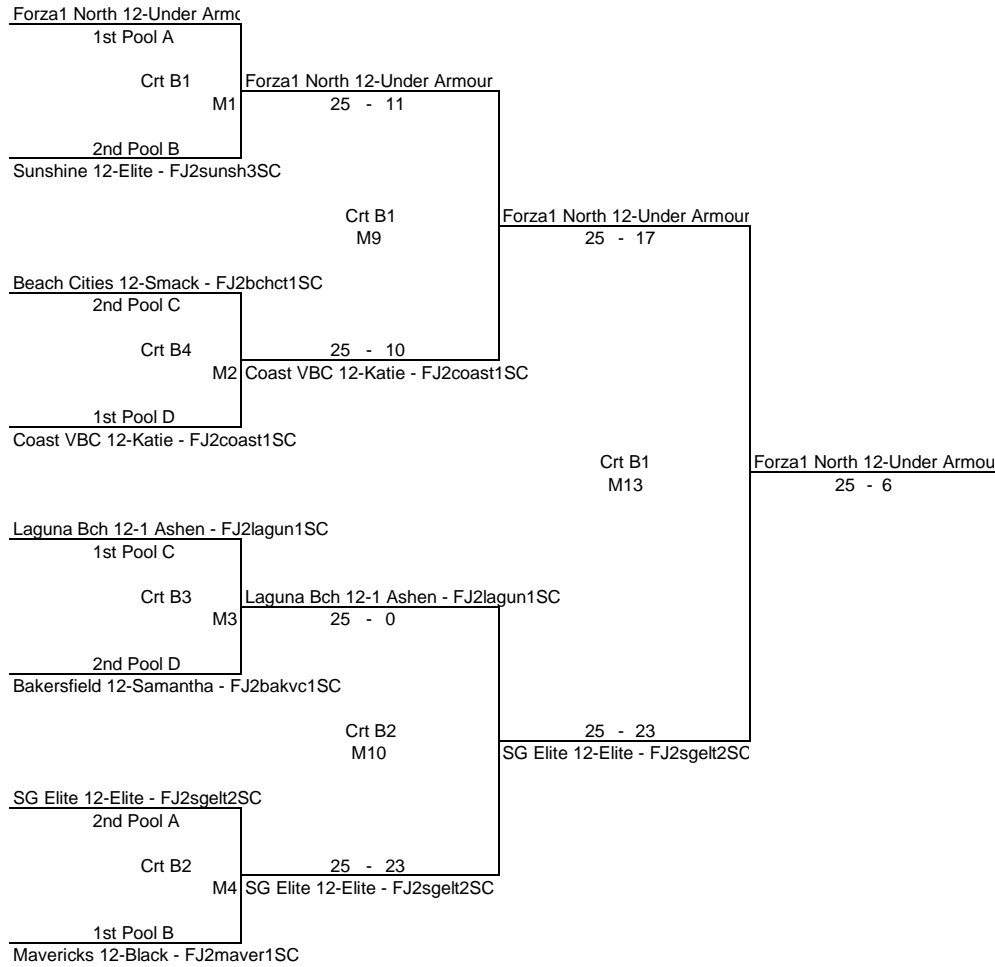 Forza1 North 12-Under Armo
1st Pool A
Crt B1
Forza1 North 12-Under Armour
M1
25 - 11
2nd Pool B
Sunshine 12-Elite - FJ2sunsh3SC
Crt B1
Forza1 North 12-Under Armour
M9
25 - 17
Beach Cities 12-Smack - FJ2bchct1SC
2nd Pool C
Crt B4
25 - 10
M2
Coast VBC 12-Katie - FJ2coast1SC
1st Pool D
Coast VBC 12-Katie - FJ2coast1SC
Crt B1
Forza1 North 12-Under Armou
M13
25 - 6
Laguna Bch 12-1 Ashen - FJ2lagun1SC
1st Pool C
Crt B3
Laguna Bch 12-1 Ashen - FJ2lagun1SC
M3
25 - 0
2nd Pool D
Bakersfield 12-Samantha - FJ2bakvc1SC
Crt B2
25 - 23
M10
SG Elite 12-Elite - FJ2sgelt2SC
SG Elite 12-Elite - FJ2sgelt2SC
2nd Pool A
Crt B2
25 - 23
M4
SG Elite 12-Elite - FJ2sgelt2SC
1st Pool B
Mavericks 12-Black - FJ2maver1SC